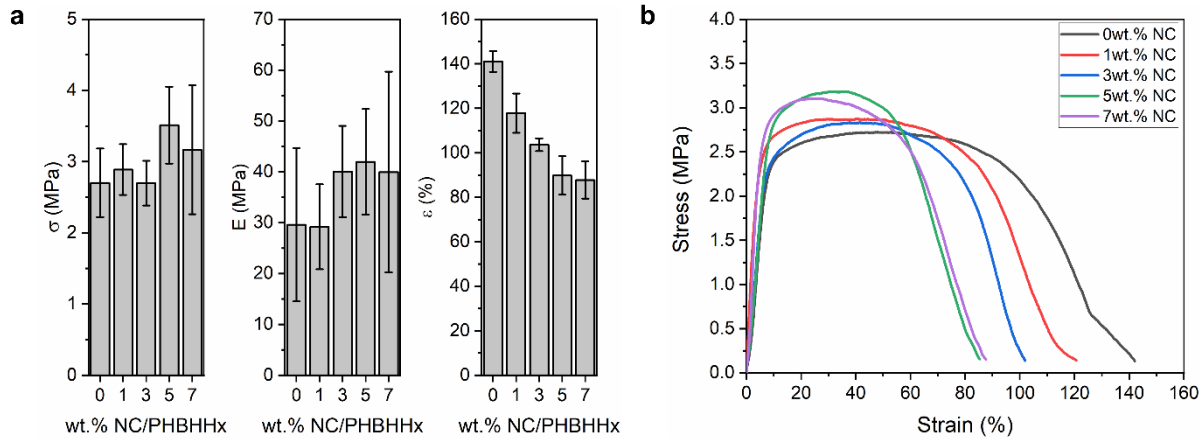 a
σ (MPa)
5
4
3
2
1
0
0 1 3 5 7
wt.% NC/PHBHHx
E (MPa)
70
60
50
40
30
20
10
0
0 1 3 5 7
wt.% NC/PHBHHx
ε (%)
160
140
120
100
80
60
40
20
0
0 1 3 5 7
wt.% NC/PHBHHx
b
Stress (MPa)
4.0
3.5
3.0
2.5
2.0
1.5
1.0
0.5
0.0
0 20 40 60 80 100 120 140 160
Strain (%)
0wt.% NC
1wt.% NC
3wt.% NC
5wt.% NC
7wt.% NC